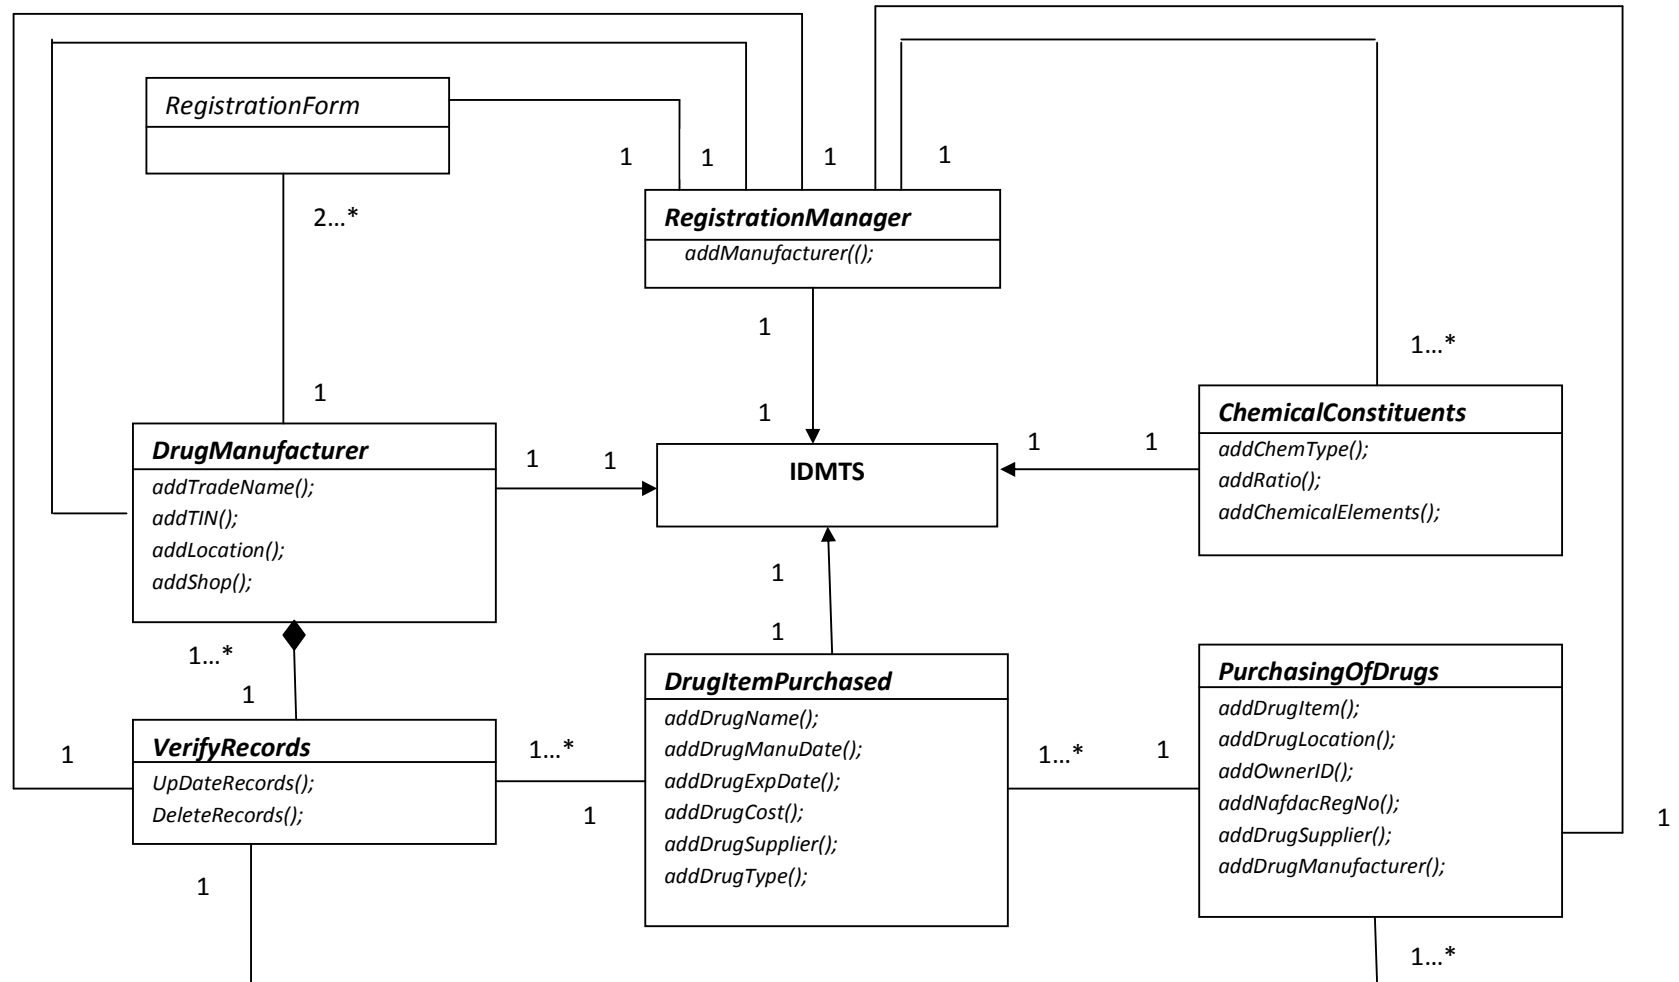 RegistrationForm
1
1
1
1
2...*
RegistrationManager
addManufacturer(();
1
1...*
1
1
DrugManufacturer
addTradeName();
addTIN();
addLocation();
addShop();
1
1
IDMTS
1
1
ChemicalConstituents
addChemType();
addRatio();
addChemicalElements();
1
1
1...*
1
DrugItemPurchased
addDrugName();
addDrugManuDate();
addDrugExpDate();
addDrugCost();
addDrugSupplier();
addDrugType();
PurchasingOfDrugs
addDrugItem();
addDrugLocation();
addOwnerID();
addNafdacRegNo();
addDrugSupplier();
addDrugManufacturer();
1
VerifyRecords
UpDateRecords();
DeleteRecords();
1...*
1
1...*
1
1
1
1...*